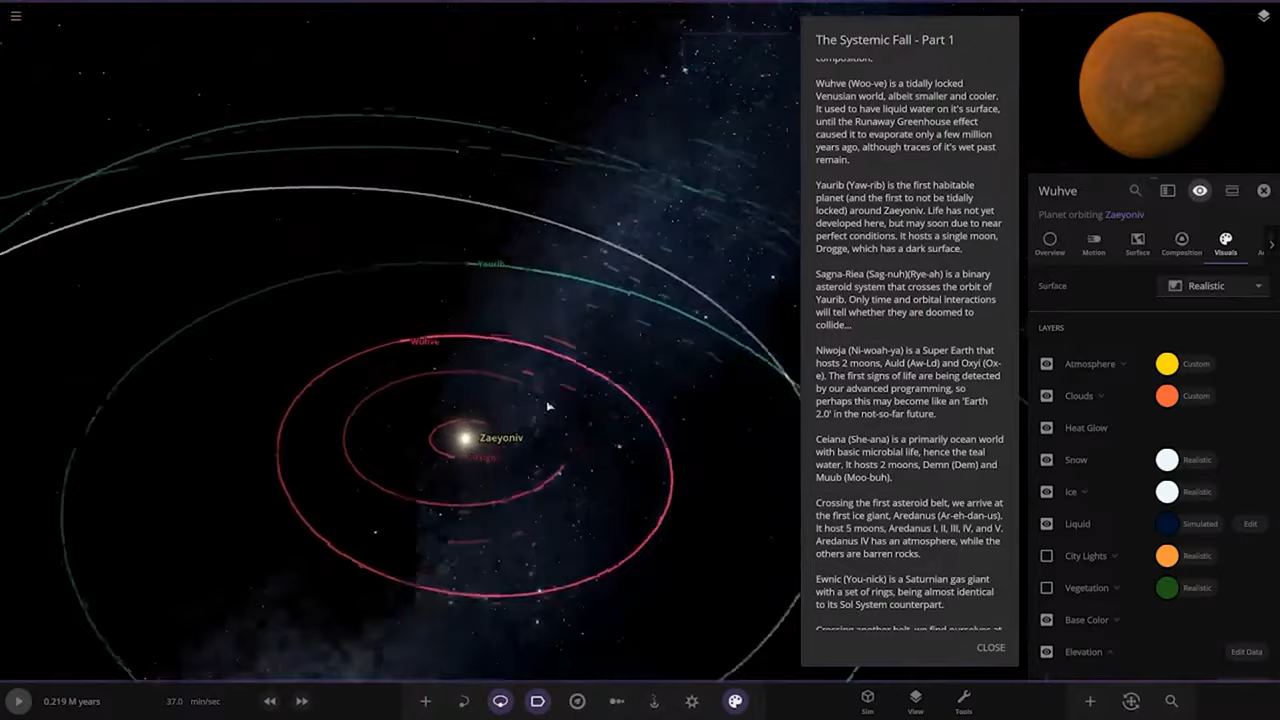 The Systemic Fall - Part 1
composition.
Wuhve (Woo-ve) is a tidally locked
Venusian world, albeit smaller and cooler.
It used to have liquid water on it's surface,
until the Runaway Greenhouse effect
caused it to evaporate only a few million
years ago, although traces of it's wet past
remain.
Yaurib (Yaw-rib) is the first habitable
planet (and the first to not be tidally
locked) around Zaeyoniv. Life has not yet
developed here, but may soon due to near
perfect conditions. It hosts a single moon,
Drogge, which has a dark surface.
Sagna-Riea (Sag-nuh)(Rye-ah) is a binary
asteroid system that crosses the orbit of
Yaurib. Only time and orbital interactions
will tell whether they are doomed to
collide...
Niwoja (Ni-woah-ya) is a Super Earth that
hosts 2 moons, Auld (Aw-Ld) and Oxyi (Ox-
e). The first signs of life are being detected
by our advanced programming, so
perhaps this may become like an 'Earth
2.0' in the not-so-far future.
Ceiana (She-ana) is a primarily ocean world
with basic microbial life, hence the teal
water. It hosts 2 moons, Demn (Dem) and
Muub (Moo-buh).
Crossing the first asteroid belt, we arrive at
the first ice giant, Aredanus (Ar-eh-dan-us).
It host 5 moons, Aredanus I, II, III, IV, and V.
Aredanus IV has an atmosphere, while the
others are barren rocks.
Ewnic (You-nick) is a Saturnian gas giant
with a set of rings, being almost identical
to its Sol System counterpart.
Crossing another belt, we find ourselves at
CLOSE
Yaurib
Wuhve
Zaeyoniv
Wuhve
Planet orbiting Zaeyoniv
Overview Motion Surface Composition Visuals
Surface Realistic
LAYERS
Atmosphere Custom
Clouds Custom
Heat Glow
Snow Realistic
Ice Realistic
Liquid Simulated Edit
City Lights Realistic
Vegetation Realistic
Base Color
Elevation Edit Data
0.219 M years 37.0 min/sec
Sim View Tools